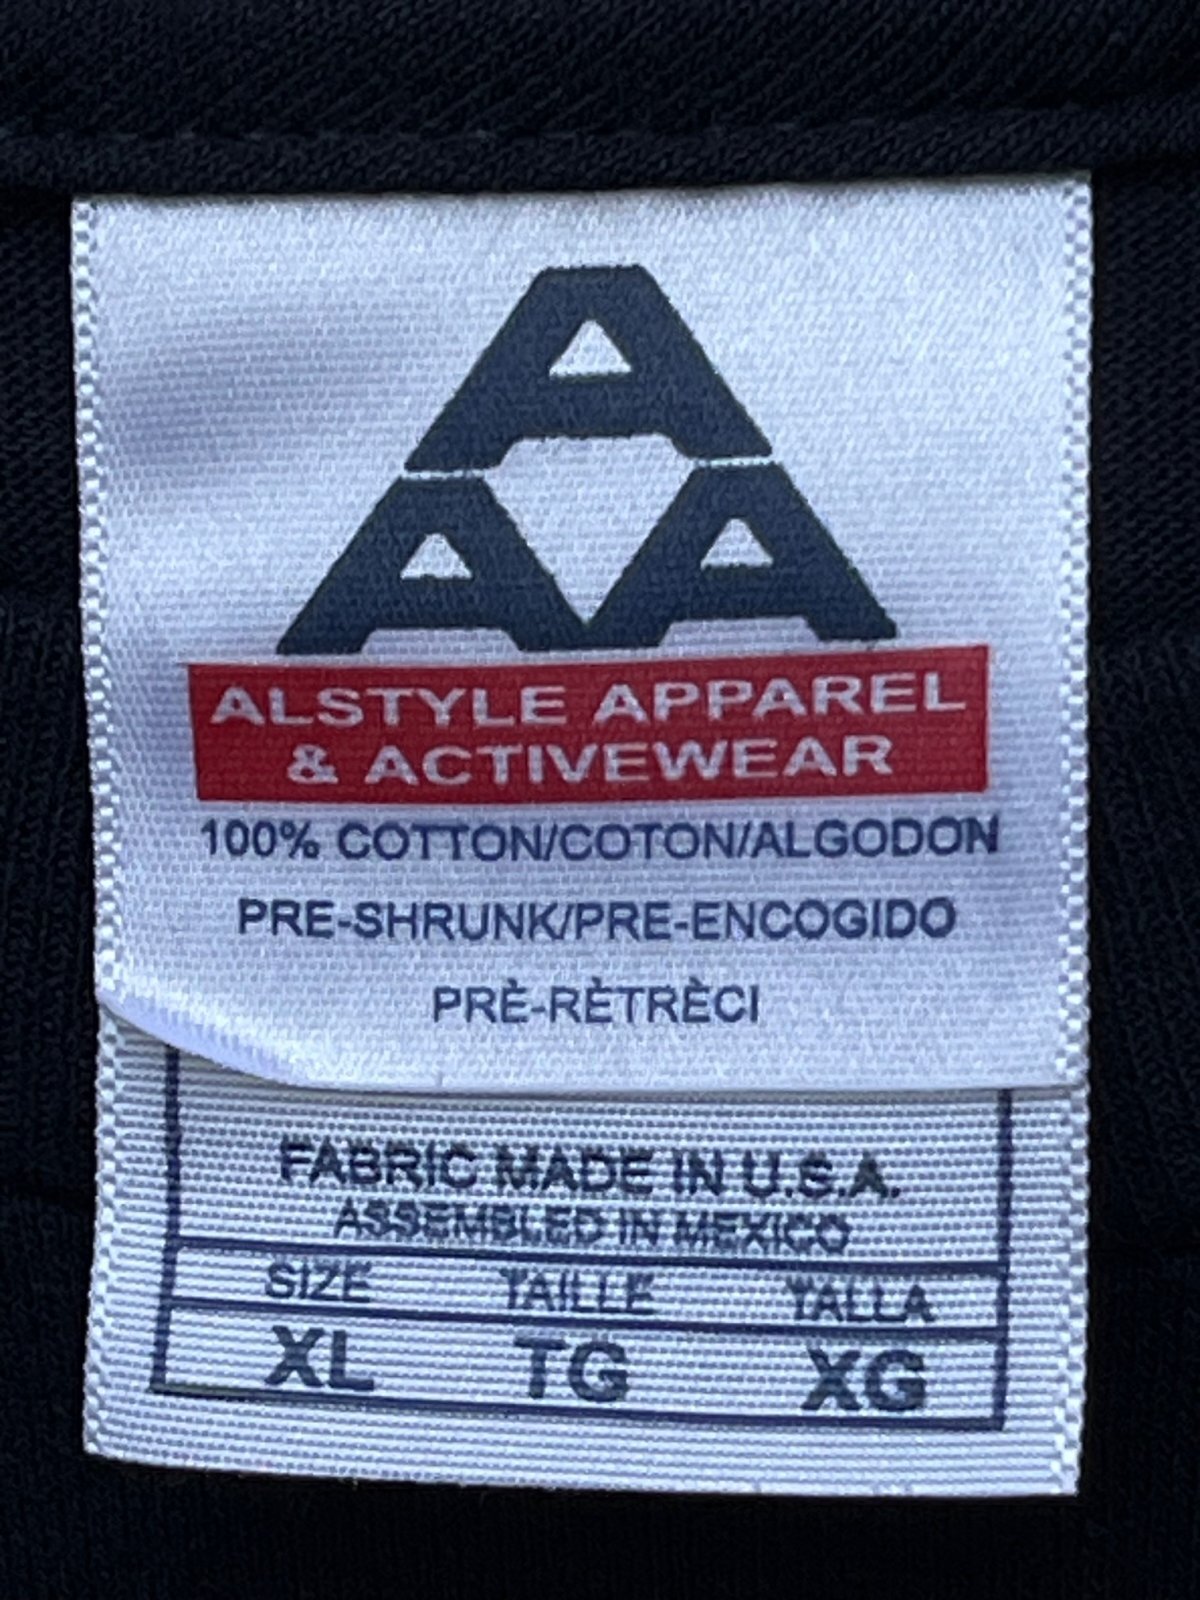 A
A A
ALSTYLE APPAREL
& ACTIVEWEAR
100% COTTON/COTON/ALGODON
PRE-SHRUNK/PRE-ENCOGIDO
PRÈ-RÈTRÈCI
FABRIC MADE IN U.S.A.
ASSEMBLED IN MEXICO
SIZE TAILLE TALLA
XL TG XG